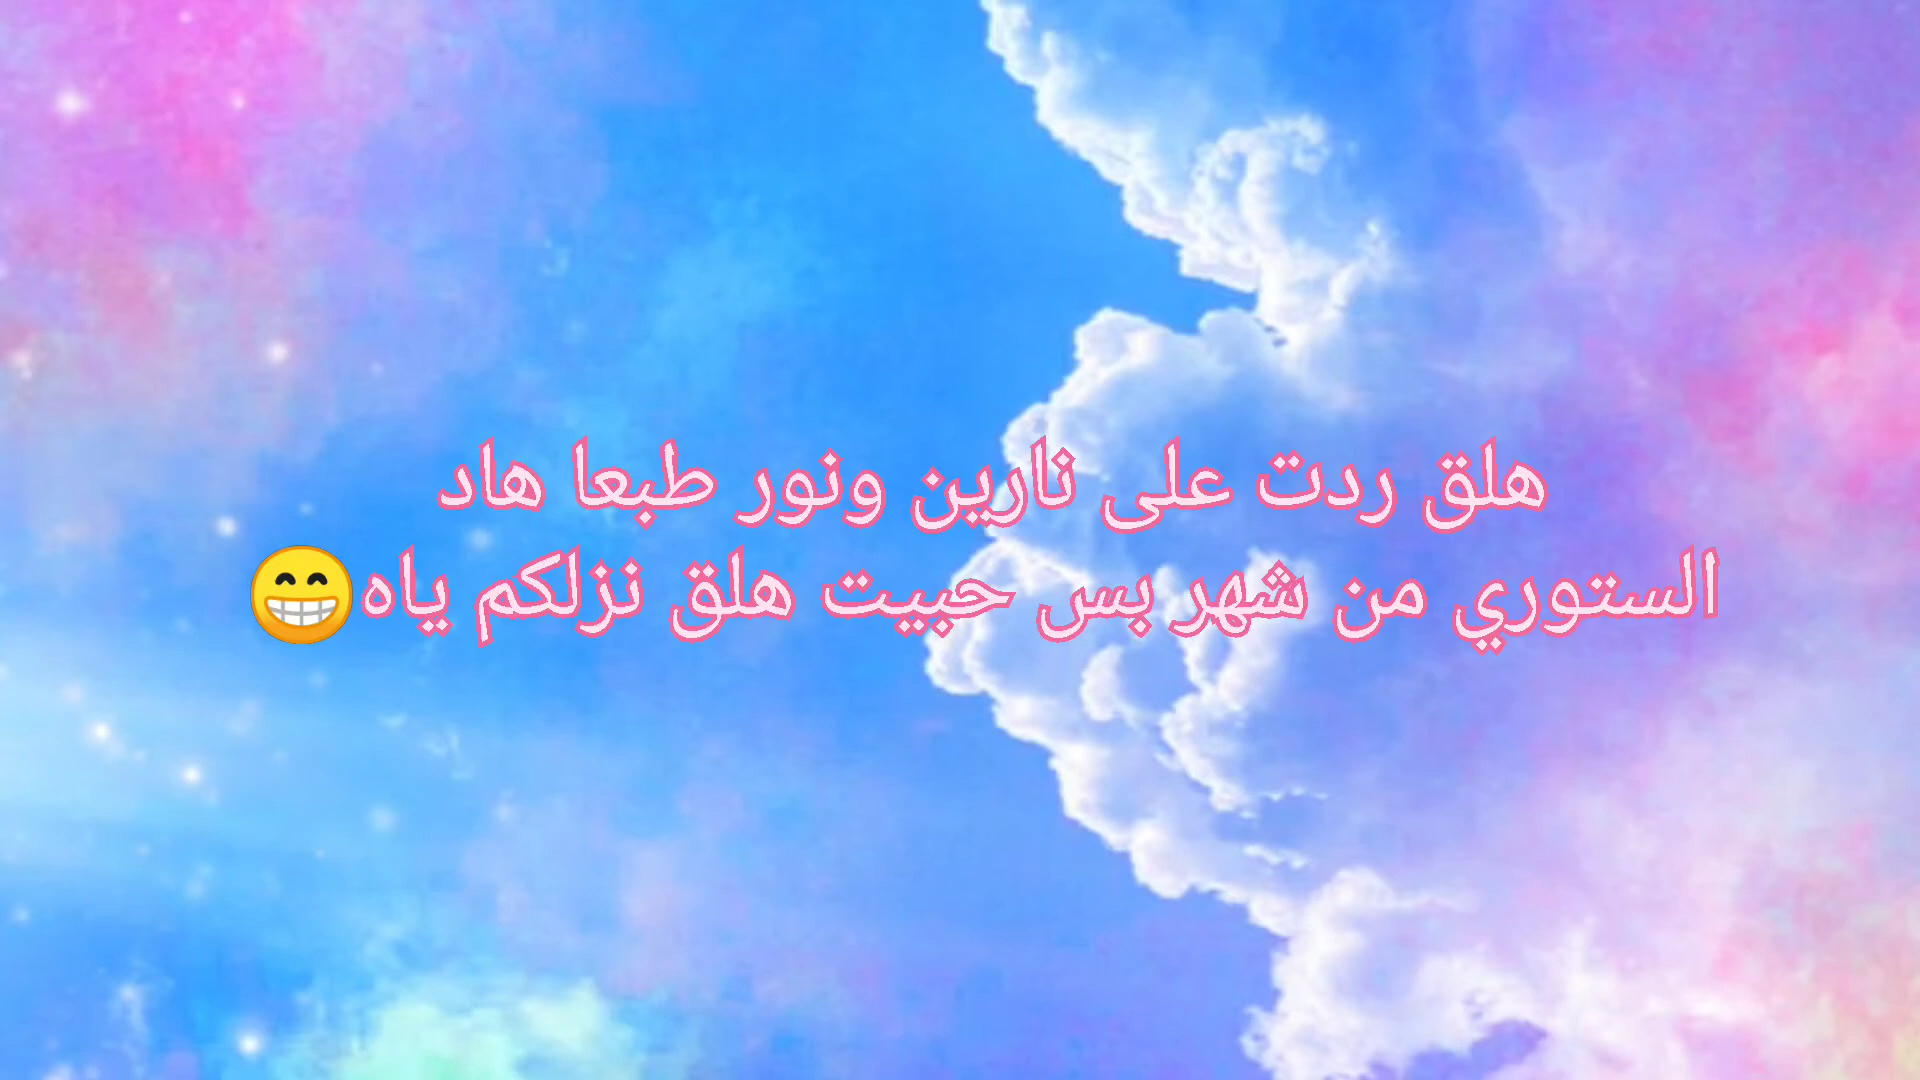 هلق ردت على نارين ونور طبعا هاد
الستوري من شهر بس حبيت هلق نزلكم ياه😁